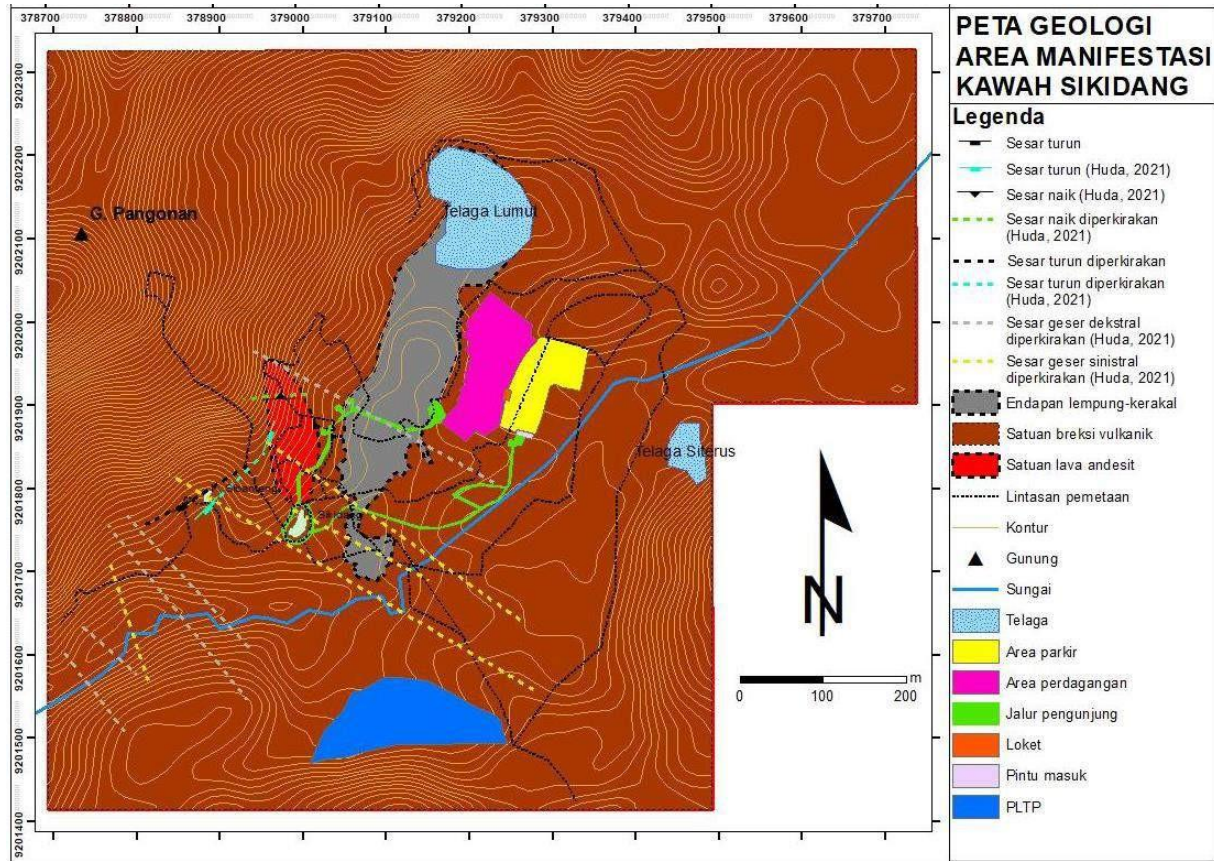 378700 378800 378900 379000 379100 379200 379300 379400 379500 379600 379700
9202300
9202200
9202100
9202000
9201900
9201800
9201700
9201600
9201500
9201400
G. Pangonan
Telaga Lumut
Telaga Siterus
N
m
0 100 200
PETA GEOLOGI
AREA MANIFESTASI
KAWAH SIKIDANG
Legenda
Sesar turun
Sesar turun (Huda, 2021)
Sesar naik (Huda, 2021)
Sesar naik diperkirakan
(Huda, 2021)
Sesar turun diperkirakan
Sesar turun diperkirakan
(Huda, 2021)
Sesar geser dekstral
diperkirakan (Huda, 2021)
Sesar geser sinistral
diperkirakan (Huda, 2021)
Endapan lempung-kerakal
Satuan breksi vulkanik
Satuan lava andesit
Lintasan pemetaan
Kontur
Gunung
Sungai
Telaga
Area parkir
Area perdagangan
Jalur pengunjung
Loket
Pintu masuk
PLTP